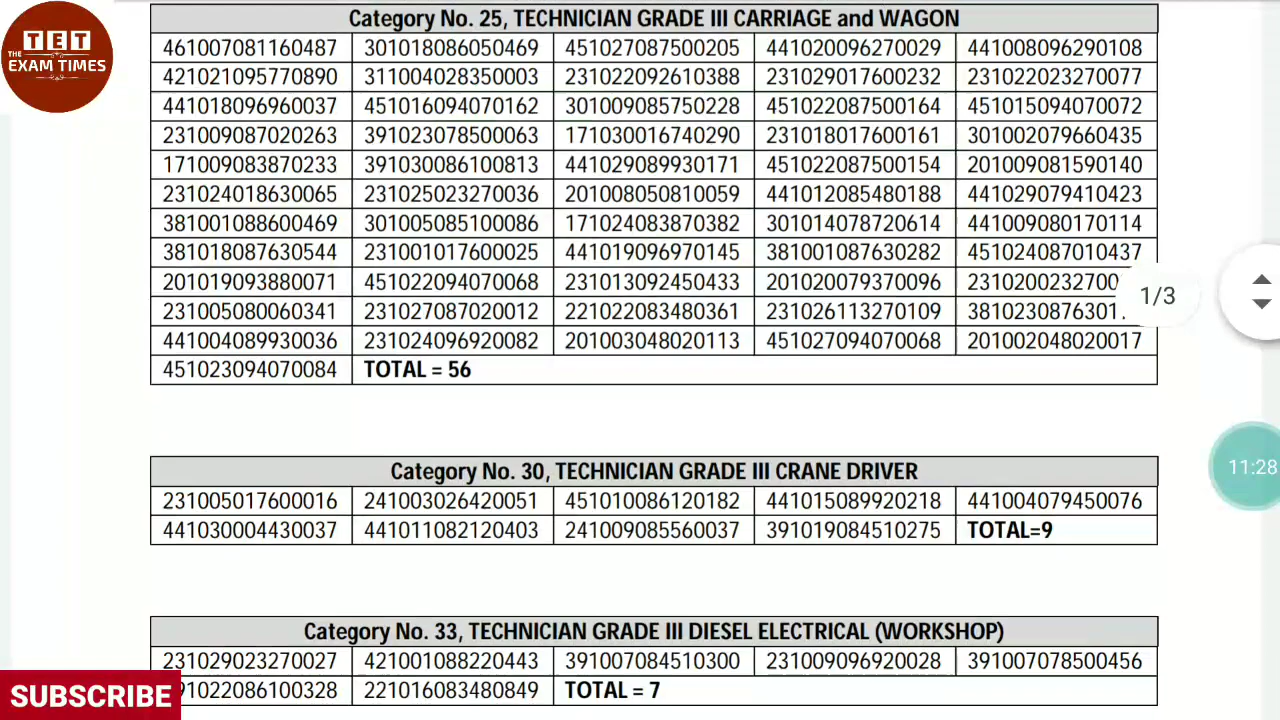 TET
THE EXAM TIMES
Category No. 25, TECHNICIAN GRADE III CARRIAGE and WAGON
461007081160487 301018086050469 451027087500205 441020096270029 441008096290108
421021095770890 311004028350003 231022092610388 231029017600232 231022023270077
441018096960037 451016094070162 301009085750228 451022087500164 451015094070072
231009087020263 391023078500063 171030016740290 231018017600161 301002079660435
171009083870233 391030086100813 441029089930171 451022087500154 201009081590140
231024018630065 231025023270036 201008050810059 441012085480188 441029079410423
381001088600469 301005085100086 171024083870382 301014078720614 441009080170114
381018087630544 231001017600025 441019096970145 381001087630282 451024087010437
201019093880071 451022094070068 231013092450433 201020079370096
231005080060341 231027087020012 221022083480361 231026113270109
441004089930036 231024096920082 201003048020113 451027094070068 201002048020017
451023094070084 TOTAL = 56
1/3
Category No. 30, TECHNICIAN GRADE III CRANE DRIVER
231005017600016 241003026420051 451010086120182 441015089920218 441004079450076
441030004430037 441011082120403 241009085560037 391019084510275 TOTAL=9
11:28
Category No. 33, TECHNICIAN GRADE III DIESEL ELECTRICAL (WORKSHOP)
231029023270027 421001088220443 391007084510300 231009096920028 391007078500456
221016083480849 TOTAL = 7
SUBSCRIBE